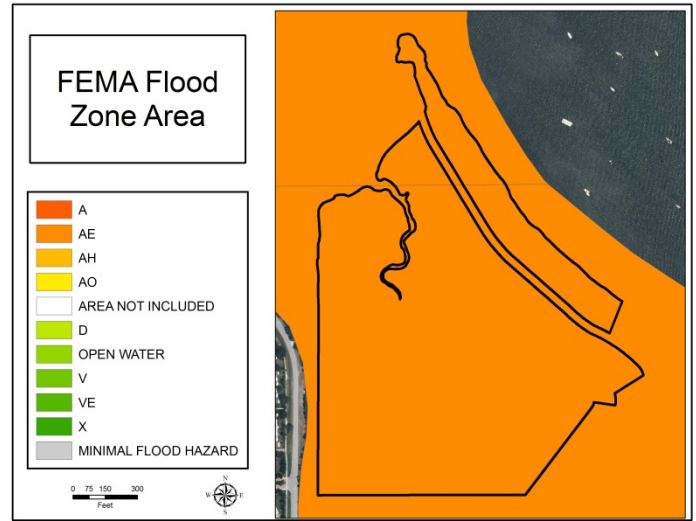 FEMA Flood
Zone Area
A
AE
AH
AO
AREA NOT INCLUDED
D
OPEN WATER
V
VE
X
MINIMAL FLOOD HAZARD
0 75 150 300
Feet
N
W E
S